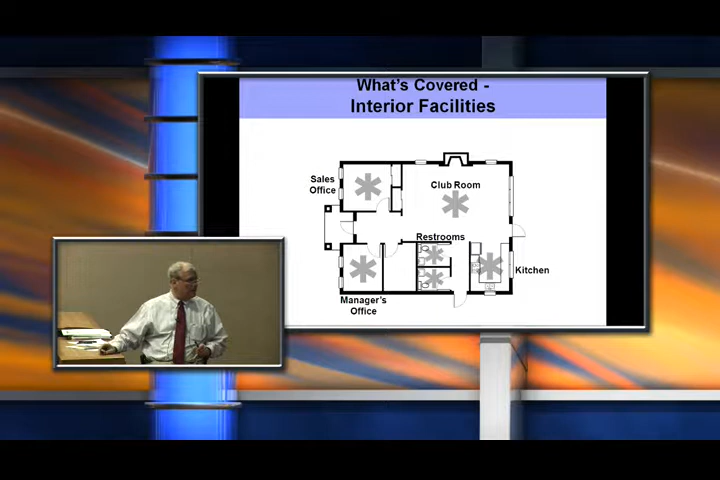 What's Covered -
Interior Facilities
Sales
Office
Club Room
Restrooms
Kitchen
Manager's
Office